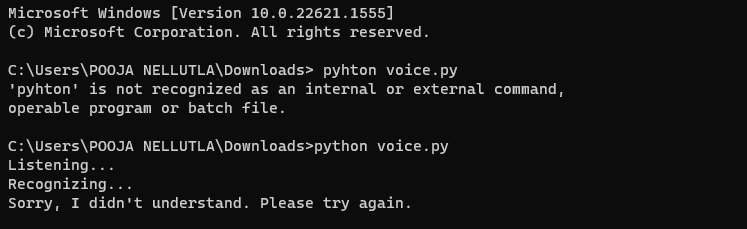 Microsoft Windows [Version 10.0.22621.1555]
(c) Microsoft Corporation. All rights reserved.
C:\Users\POOJA NELLUTLA\Downloads> pyhton voice.py
'pyhton' is not recognized as an internal or external command,
operable program or batch file.
C:\Users\POOJA NELLUTLA\Downloads>python voice.py
Listening...
Recognizing...
Sorry, I didn't understand. Please try again.